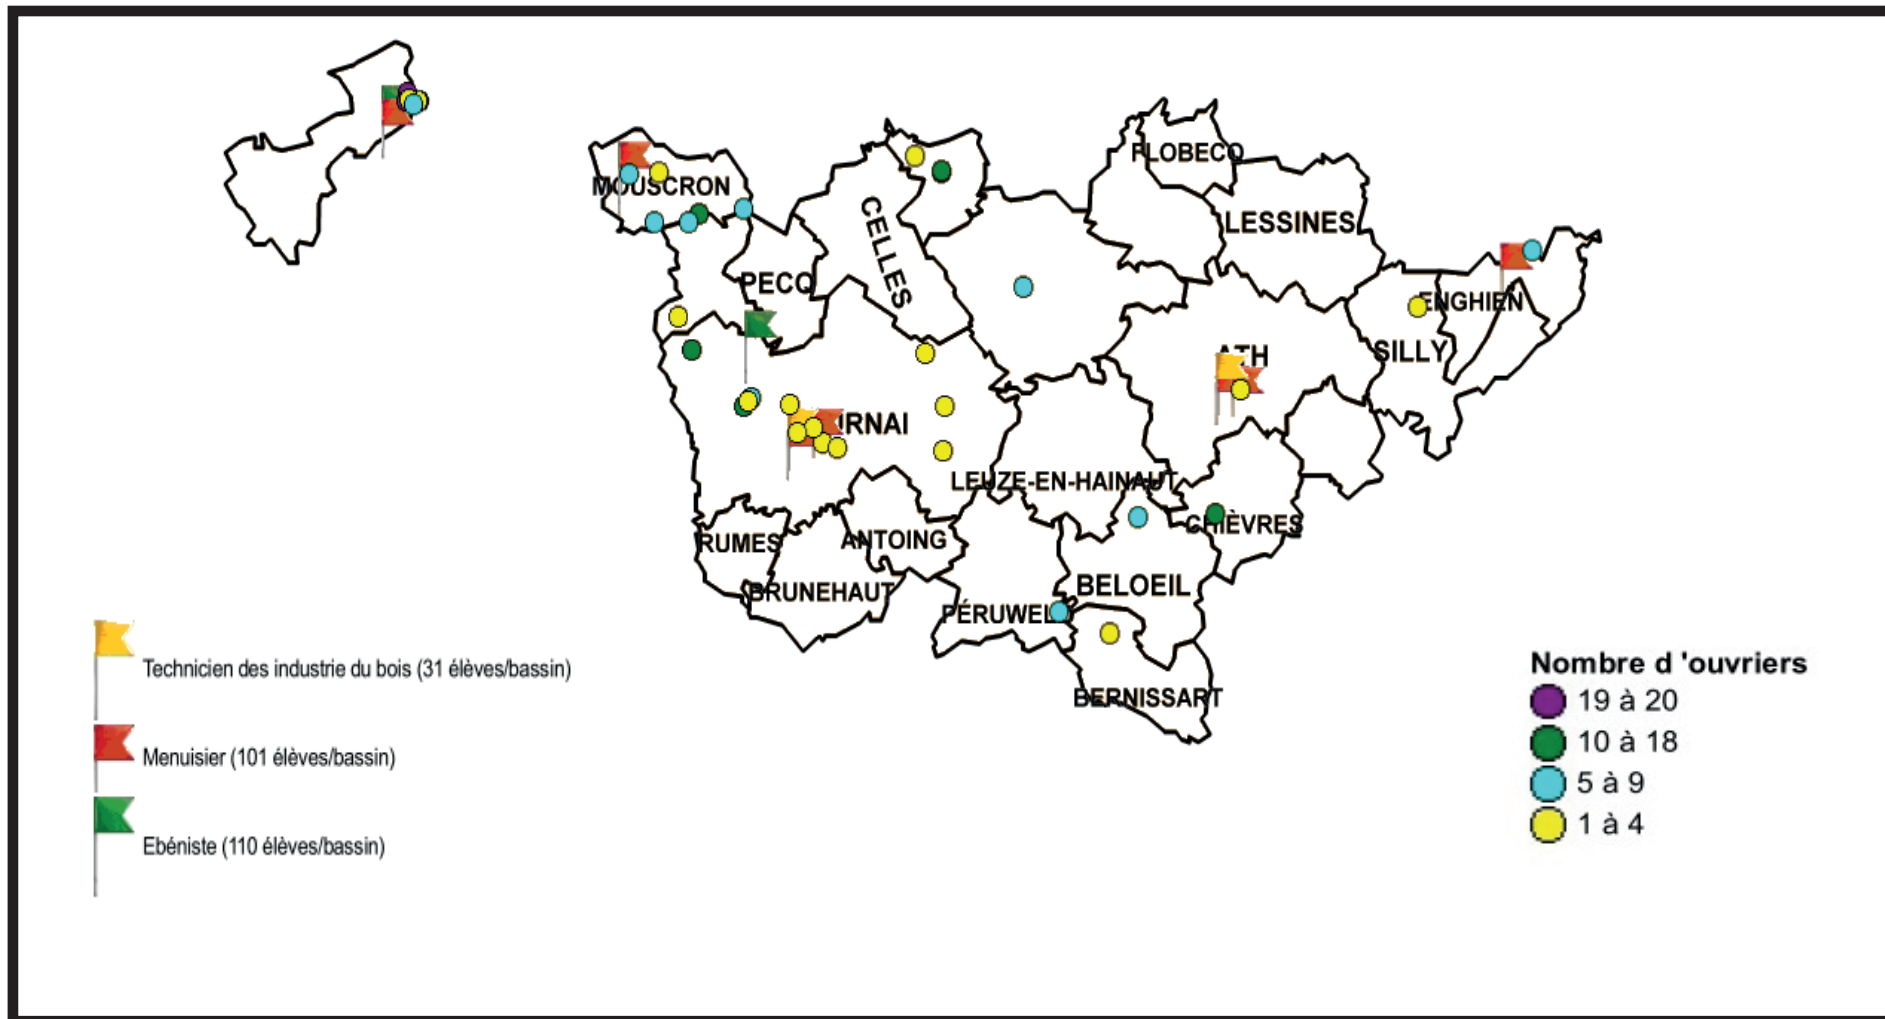 FLOBECQ
MOUSCRON
CELLES
LESSINES
PECQ
ENGHIEN
SILLY
ATH
RNAI
LEUZE-EN-HAINAUT
CHIÈVRES
RUMES
ANTOING
BRUNEHAUT
BELOEIL
PÉRUWEL
BERNISSART
Technicien des industrie du bois (31 élèves/bassin)
Menuisier (101 élèves/bassin)
Ebéniste (110 élèves/bassin)
Nombre d 'ouvriers
19 à 20
10 à 18
5 à 9
1 à 4